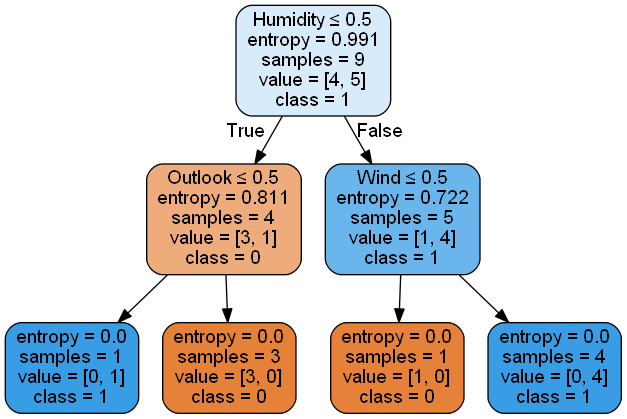 Humidity ≤ 0.5
entropy = 0.991
samples = 9
value = [4, 5]
class = 1
True
False
Outlook ≤ 0.5
entropy = 0.811
samples = 4
value = [3, 1]
class = 0
Wind ≤ 0.5
entropy = 0.722
samples = 5
value = [1, 4]
class = 1
entropy = 0.0
samples = 1
value = [0, 1]
class = 1
entropy = 0.0
samples = 3
value = [3, 0]
class = 0
entropy = 0.0
samples = 1
value = [1, 0]
class = 0
entropy = 0.0
samples = 4
value = [0, 4]
class = 1